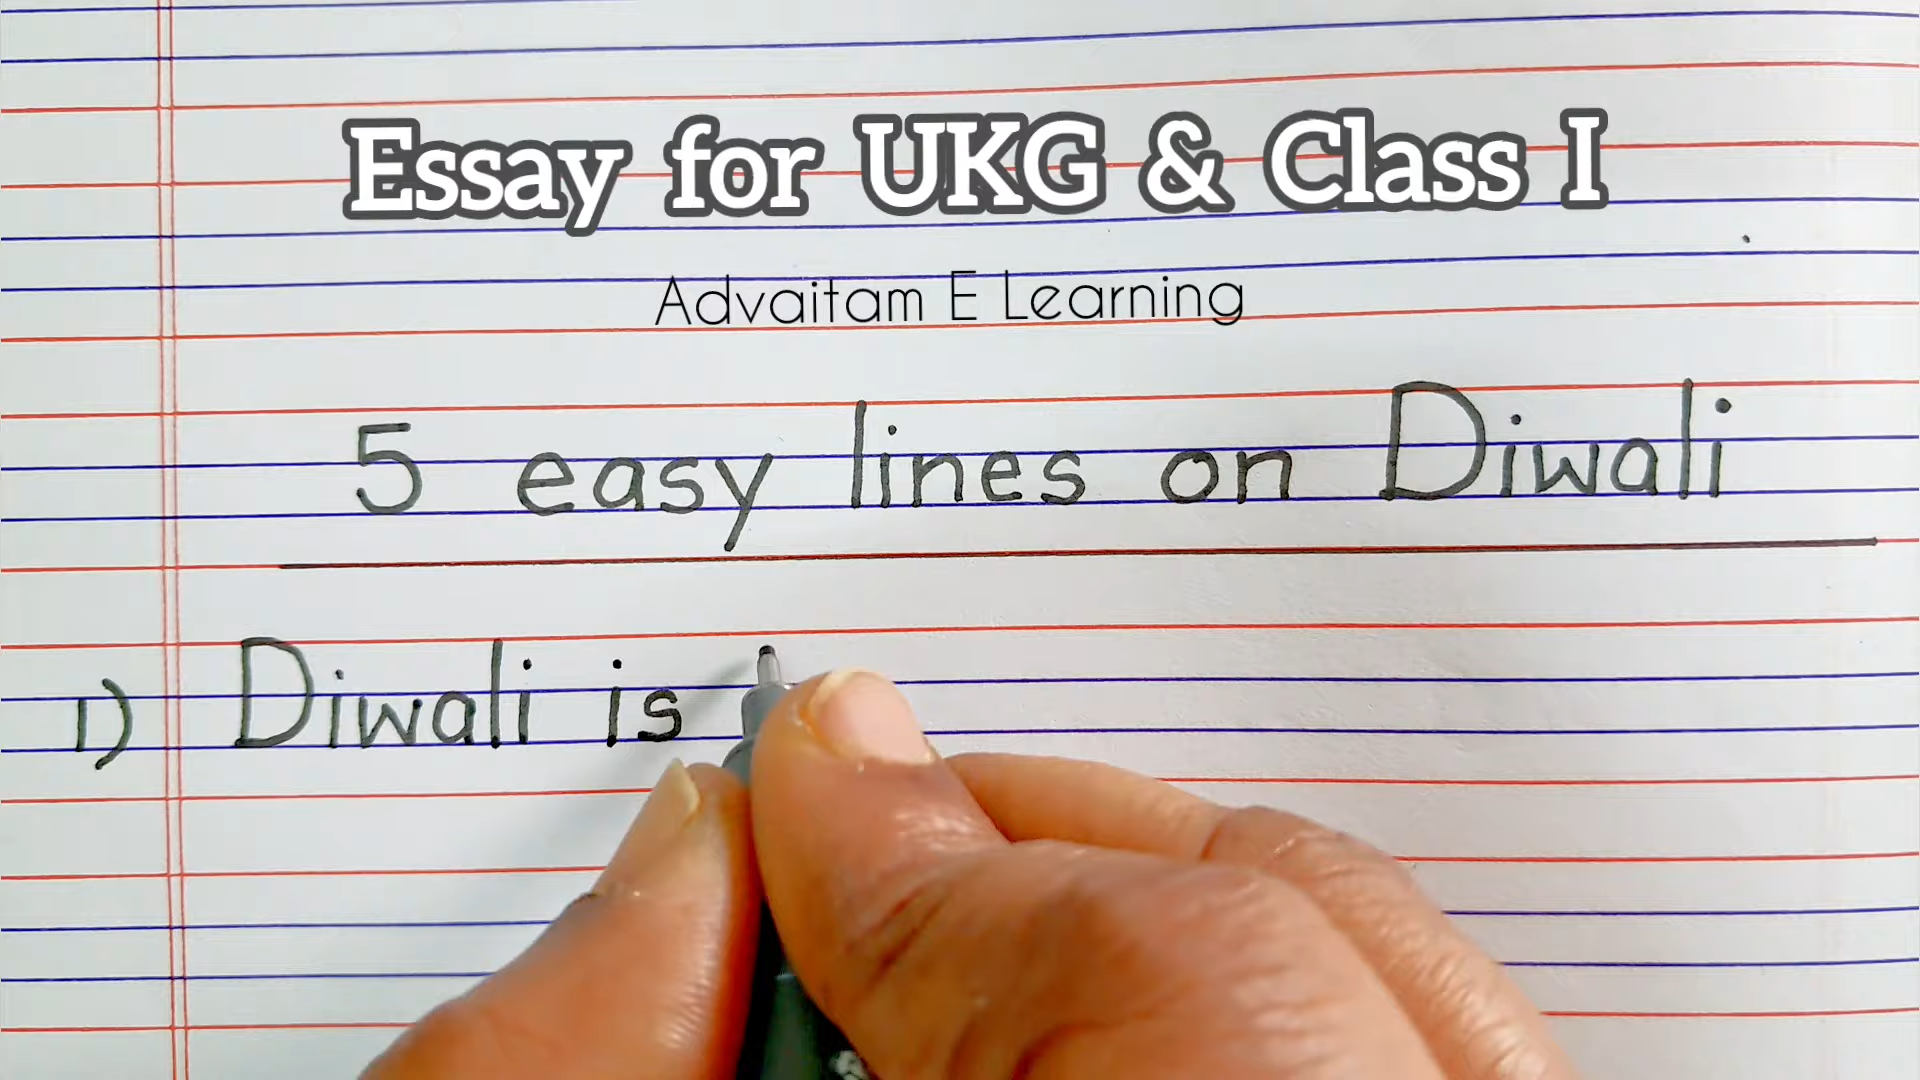 Essay for UKG & Class I
Advaitam E Learning
5 easy lines on Diwali
1) Diwali is